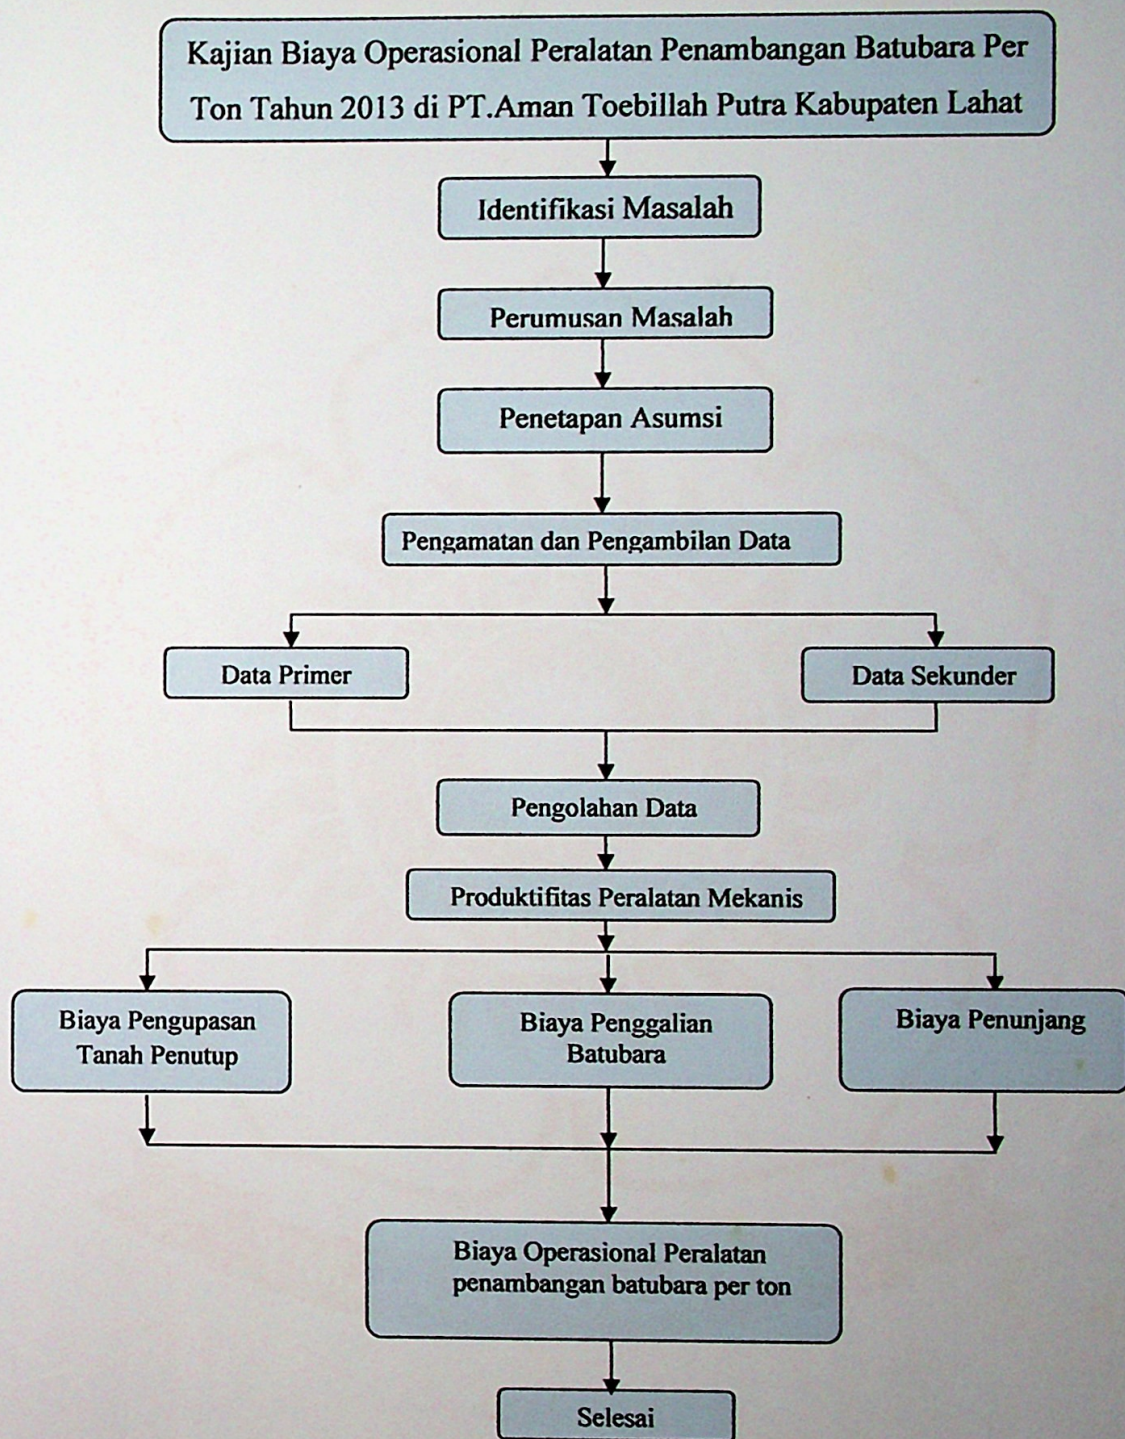 Kajian Biaya Operasional Peralatan Penambangan Batubara Per
Ton Tahun 2013 di PT.Aman Toebillah Putra Kabupaten Lahat
Identifikasi Masalah
Perumusan Masalah
Penetapan Asumsi
Pengamatan dan Pengambilan Data
Data Primer
Data Sekunder
Pengolahan Data
Produktifitas Peralatan Mekanis
Biaya Pengupasan
Tanah Penutup
Biaya Penggalian
Batubara
Biaya Penunjang
Biaya Operasional Peralatan
penambangan batubara per ton
Selesai